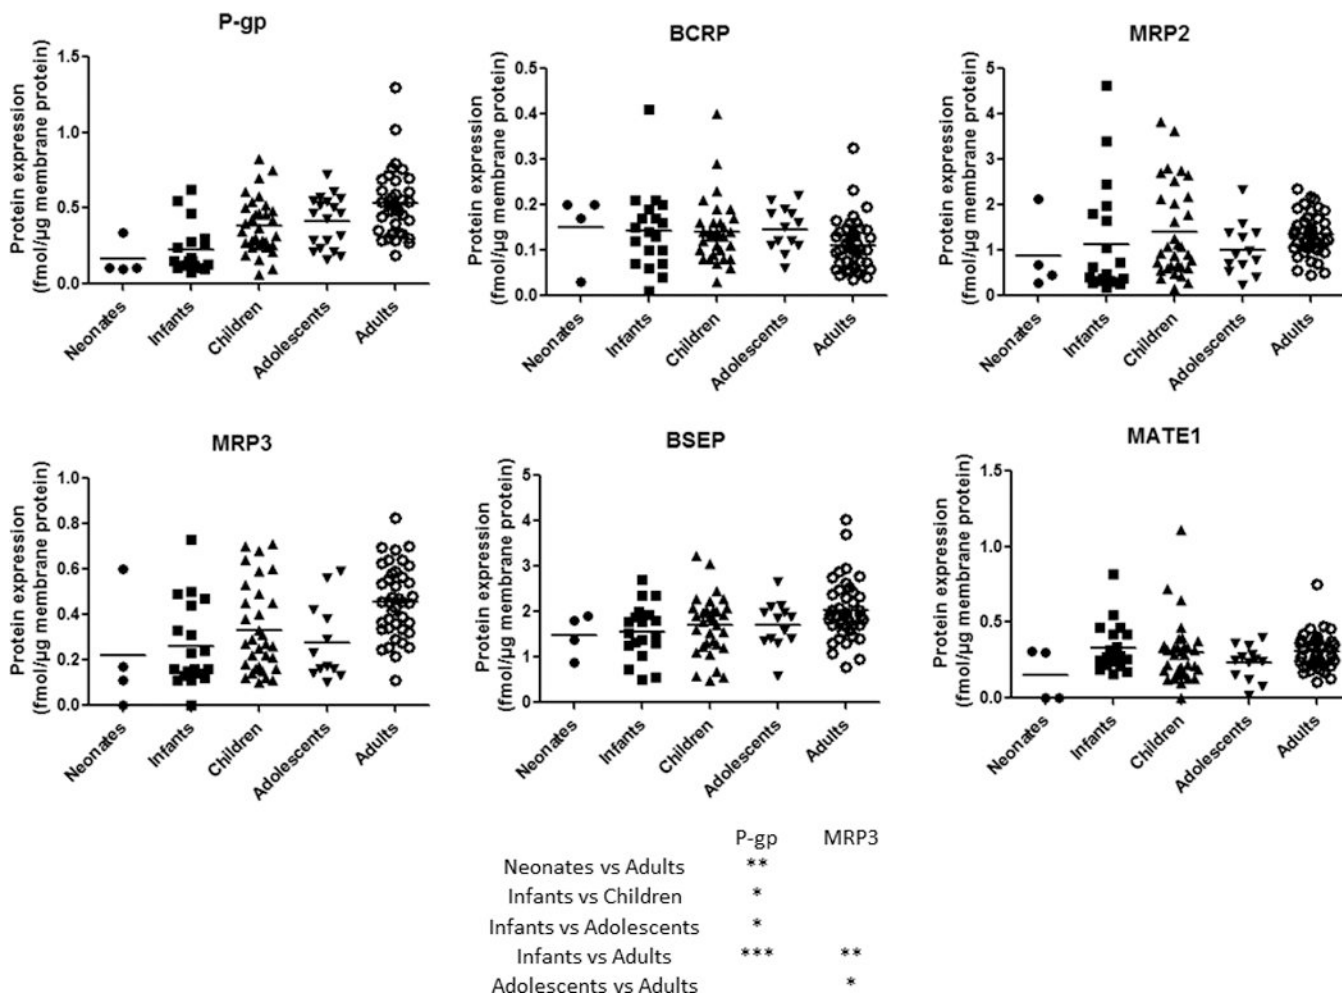 P-gp
Protein expression
(fmol/µg membrane protein)
1.5
1.0
0.5
0.0
Neonates
Infants
Children
Adolescents
Adults
BCRP
Protein expression
(fmol/µg membrane protein)
0.5
0.4
0.3
0.2
0.1
0.0
Neonates
Infants
Children
Adolescents
Adults
MRP2
Protein expression
(fmol/µg membrane protein)
5
4
3
2
1
0
Neonates
Infants
Children
Adolescents
Adults
MRP3
Protein expression
(fmol/µg membrane protein)
1.0
0.8
0.6
0.4
0.2
0.0
Neonates
Infants
Children
Adolescents
Adults
BSEP
Protein expression
(fmol/µg membrane protein)
5
4
3
2
1
0
Neonates
Infants
Children
Adolescents
Adults
MATE1
Protein expression
(fmol/µg membrane protein)
1.5
1.0
0.5
0.0
Neonates
Infants
Children
Adolescents
Adults
P-gp MRP3
Neonates vs Adults **
Infants vs Children *
Infants vs Adolescents *
Infants vs Adults *** **
Adolescents vs Adults *